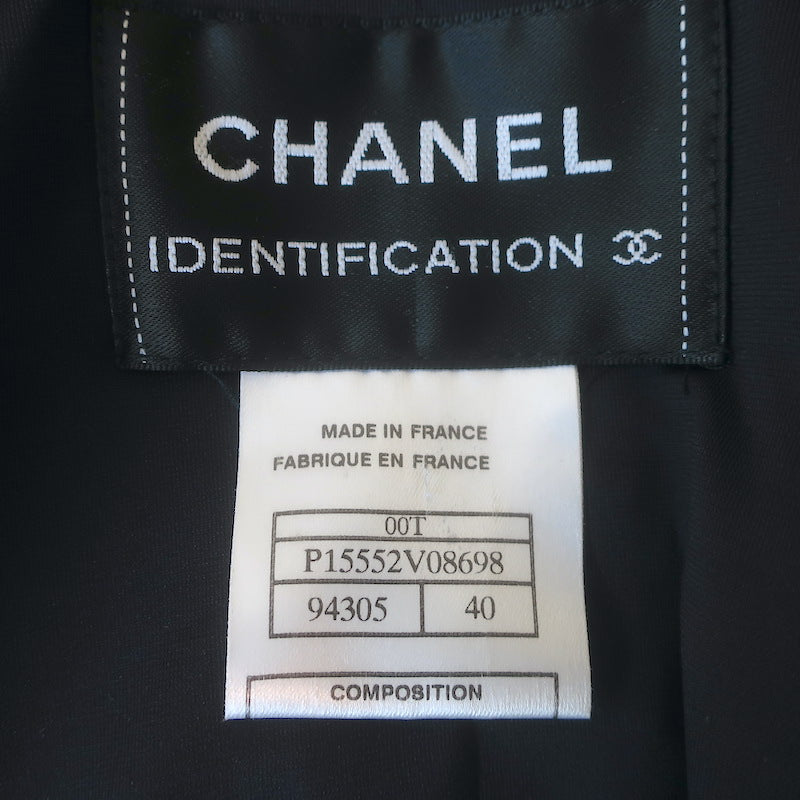 CHANEL
IDENTIFICATION
MADE IN FRANCE
FABRIQUE EN FRANCE
00T
P15552V08698
94305 40
COMPOSITION